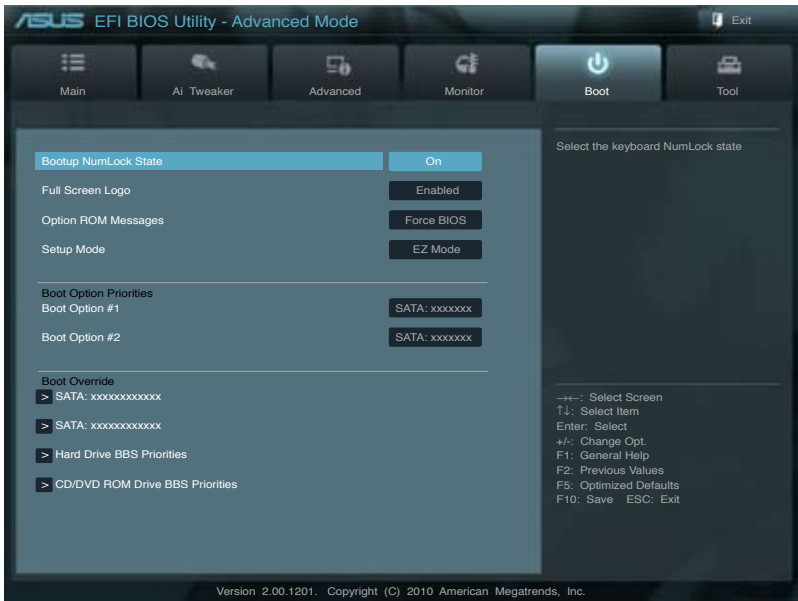 ASUS EFI BIOS Utility - Advanced Mode
Exit
Main
Ai Tweaker
Advanced
Monitor
Boot
Tool
Bootup NumLock State On
Full Screen Logo Enabled
Option ROM Messages Force BIOS
Setup Mode EZ Mode
Boot Option Priorities
Boot Option #1 SATA: xxxxxxx
Boot Option #2 SATA: xxxxxxx
Boot Override
> SATA: xxxxxxxxxxxx
> SATA: xxxxxxxxxxxx
> Hard Drive BBS Priorities
> CD/DVD ROM Drive BBS Priorities
Select the keyboard NumLock state
→←: Select Screen
↑↓: Select Item
Enter: Select
+/-: Change Opt.
F1: General Help
F2: Previous Values
F5: Optimized Defaults
F10: Save ESC: Exit
Version 2.00.1201. Copyright (C) 2010 American Megatrends, Inc.